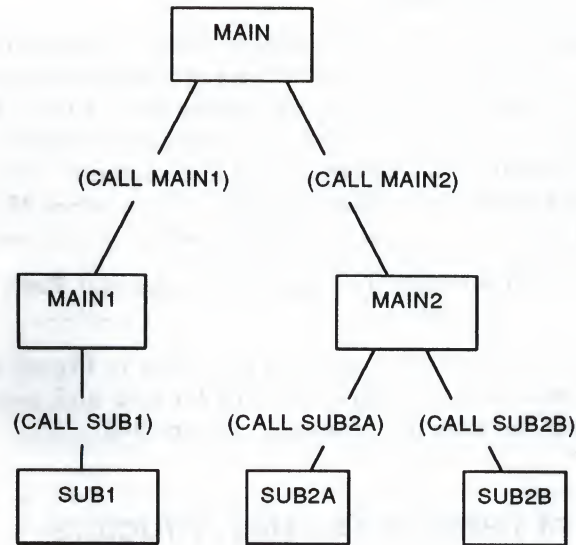 MAIN
(CALL MAIN1) (CALL MAIN2)
MAIN1 MAIN2
(CALL SUB1) (CALL SUB2A) (CALL SUB2B)
SUB1 SUB2A SUB2B